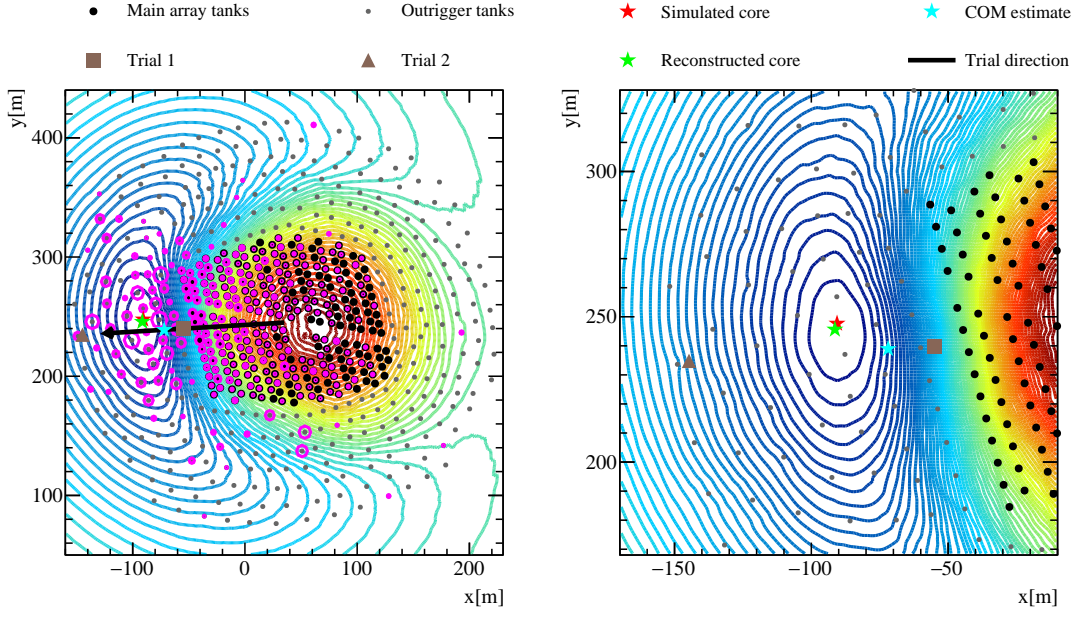 Main array tanks
Outrigger tanks
Simulated core
COM estimate
Trial 1
Trial 2
Reconstructed core
Trial direction
y[m]
400
300
200
100
−100
0
100
200
x[m]
y[m]
300
250
200
−150
−100
−50
x[m]